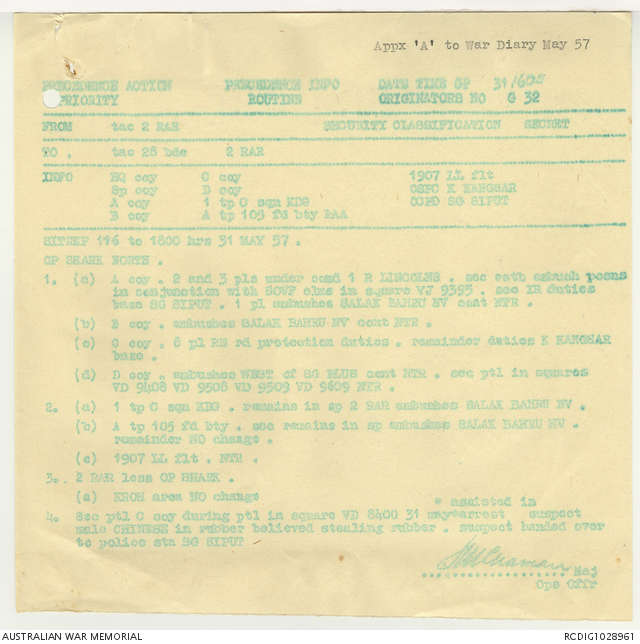 Appx 'A' to War Diary May 57
PRECEDENCE ACTION PRECEDENCE INFO DATE TIME GP 31/1605
PRIORITY ROUTINE ORIGINATORS NO G 32
FROM tac 2 RAR SECURITY CLASSIFICATION SECRET
TO . tac 28 bde 2 RAR
INFO HQ coy C coy 1907 LL flt
Sp coy D coy OSPC K KANGSAR
A coy 1 tp C sqn KDG OCPD SG SIPUT
B coy A tp 105 fd bty RAA
SITREP 116 to 1800 hrs 31 MAY 57 .
OP SHARK NORTH .
1. (a) A coy . 2 and 3 pls under comd 1 R LINCOLNS . sec estb ambush posns
in conjunction with SOVF elms in square VJ 9395 . sec IR duties
base SG SIPUT . 1 pl ambushes SALAK BAHRU NV cont NTR .
(b) B coy . ambushes SALAK BAHRU NV cont NTR .
(c) C coy . 8 pl RE rd protection duties . remainder duties K KANGSAR
base .
(d) D coy . ambushes WEST of SG PLUS cont NTR . sec ptl in squares
VD 9408 VD 9508 VD 9509 VD 9609 NTR .
2. (a) 1 tp C sqn KDG . remains in sp 2 RAR ambushes SALAK BAHRU NV .
(b) A tp 105 fd bty . sec remains in sp ambushes SALAK BAHRU NV .
remainder NO change .
(c) 1907 LL flt . NTR .
3. 2 RAR less OP SHARK .
(a) KROH area NO change
* assisted in
4. Sec ptl C coy during ptl in square VD 8400 31 may*arrest suspect
male CHINESE in rubber believed stealing rubber . suspect handed over
to police stn SG SIPUT
Maj
Ops Offr
AUSTRALIAN WAR MEMORIAL
RCDIG1028961